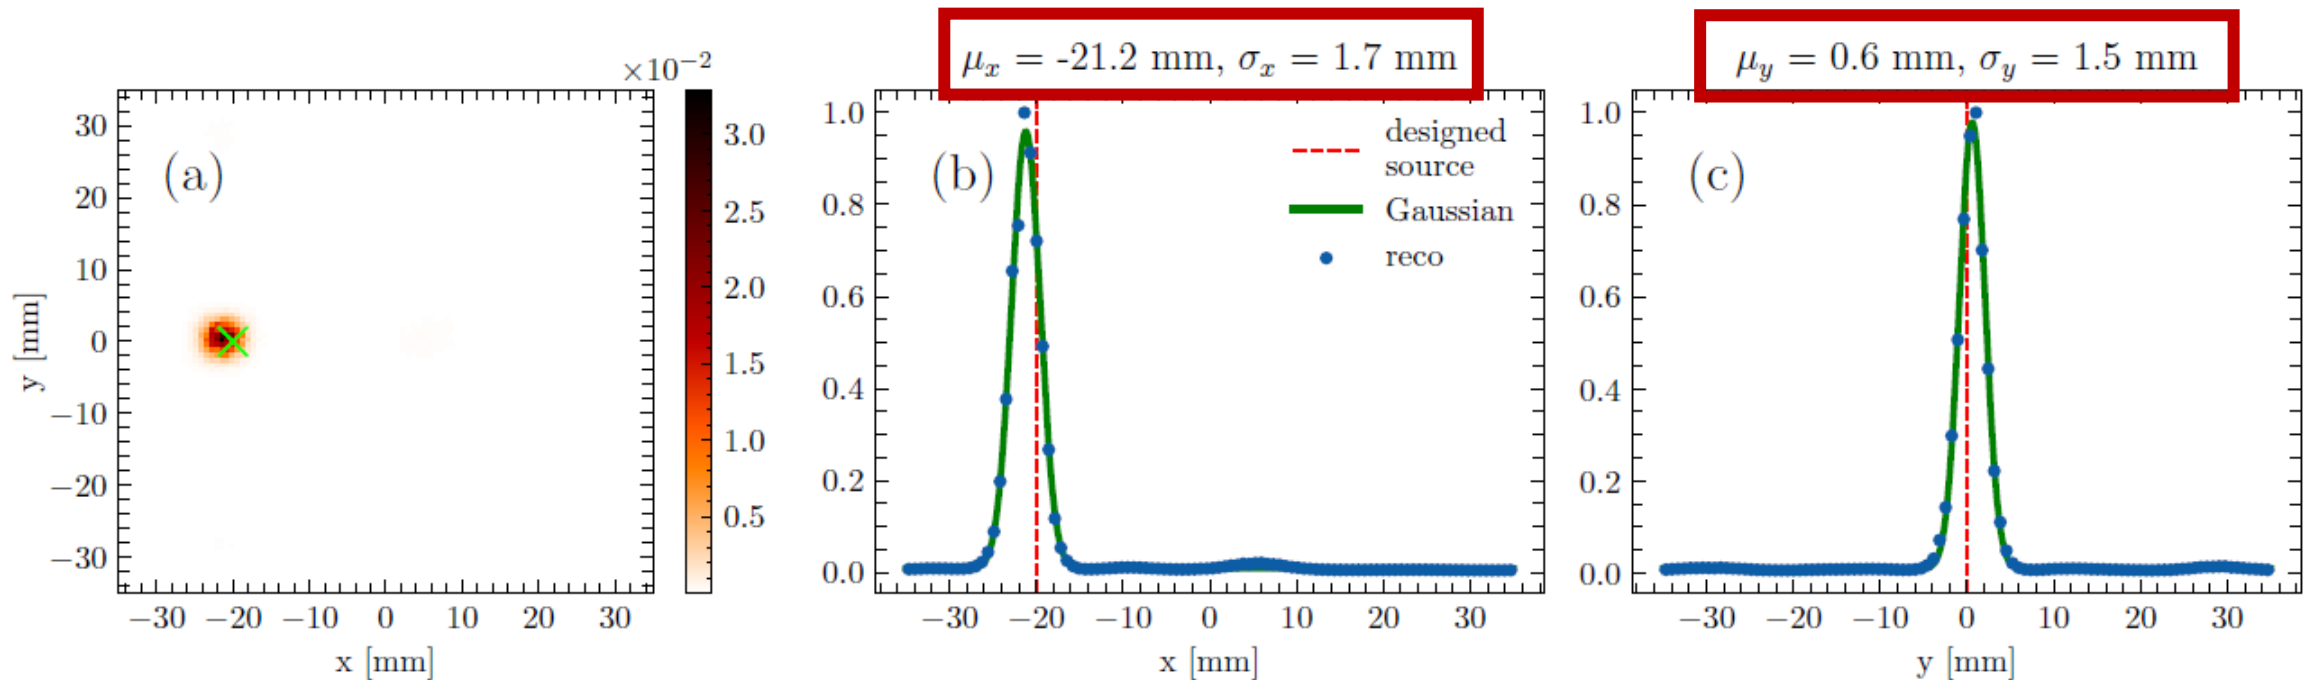 ×10⁻²
(a)
30
20
10
0
−10
−20
−30
y [mm]
−30 −20 −10 0 10 20 30
x [mm]
3.0
2.5
2.0
1.5
1.0
0.5
μₓ = -21.2 mm, σₓ = 1.7 mm
(b)
designed
source
Gaussian
reco
1.0
0.8
0.6
0.4
0.2
0.0
−30 −20 −10 0 10 20 30
x [mm]
μ_y = 0.6 mm, σ_y = 1.5 mm
(c)
1.0
0.8
0.6
0.4
0.2
0.0
−30 −20 −10 0 10 20 30
y [mm]